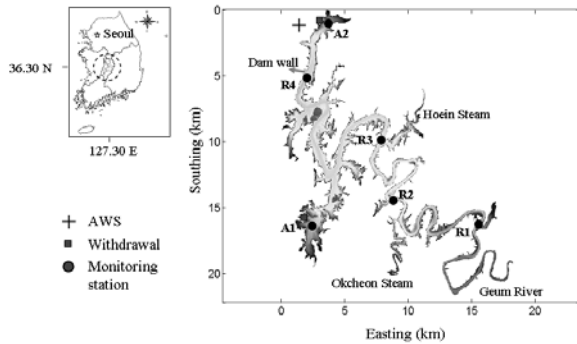 Seoul
36.30 N
127.30 E
AWS
Withdrawal
Monitoring
station
Southing (km)
0
5
10
15
20
A2
Dam wall
R4
Hoein Steam
R3
R2
A1
R1
Okcheon Steam
Geum River
0
5
10
15
20
Easting (km)